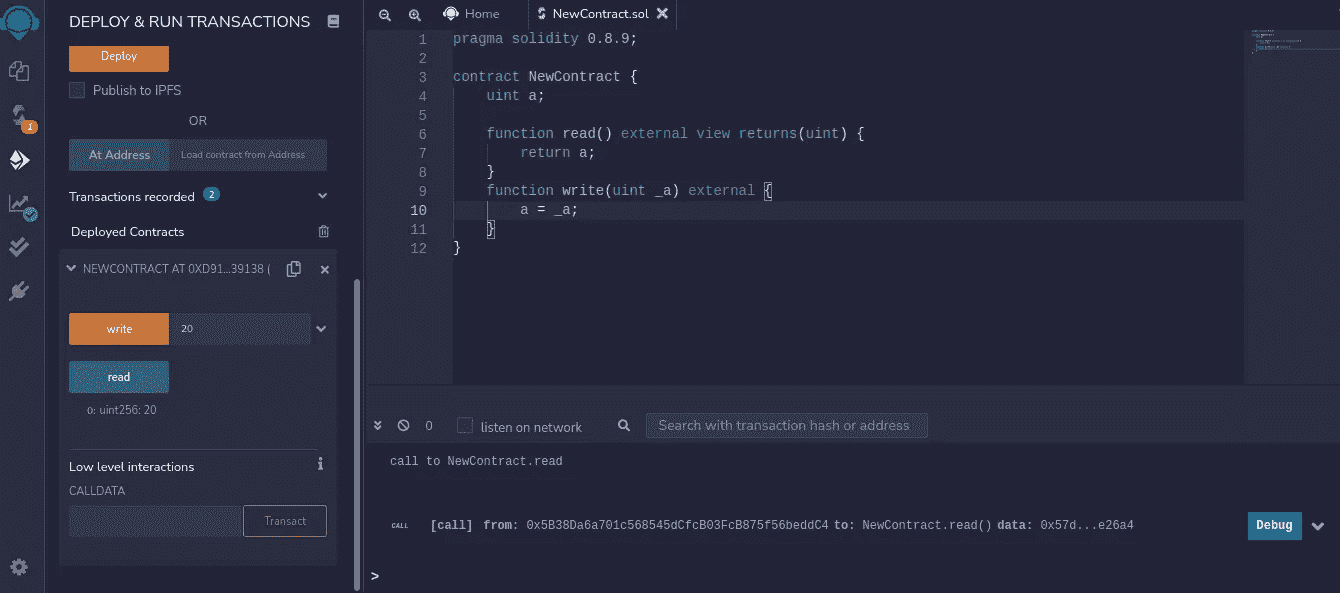 DEPLOY & RUN TRANSACTIONS
Deploy
Publish to IPFS
OR
At Address Load contract from Address
Transactions recorded 2
Deployed Contracts
NEWCONTRACT AT 0XD91...39138 (
write 20
read
0: uint256: 20
Low level interactions i
CALLDATA
Transact
1
Home NewContract.sol
1 pragma solidity 0.8.9;
2
3 contract NewContract {
4 uint a;
5
6 function read() external view returns(uint) {
7 return a;
8 }
9 function write(uint _a) external {
10 a = _a;
11 }
12 }
0 listen on network Search with transaction hash or address
call to NewContract.read
CALL [call] from: 0x5B38Da6a701c568545dCfcB03FcB875f56beddC4 to: NewContract.read() data: 0x57d...e26a4 Debug
>